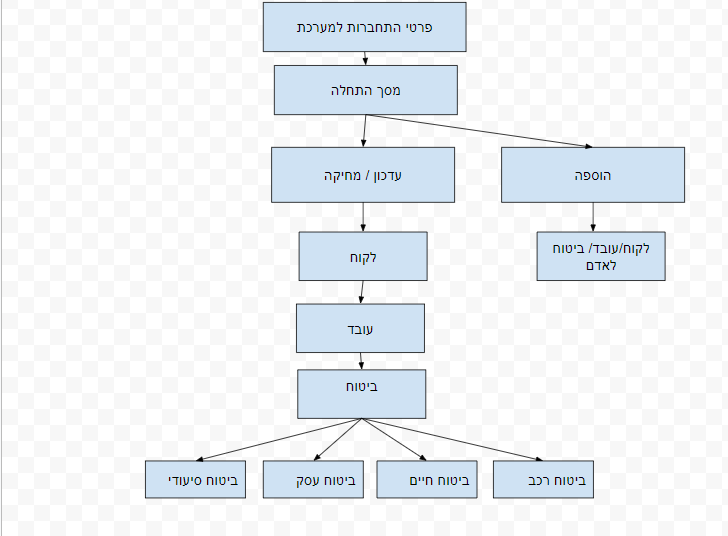 פרטי התחברות למערכת
מסך התחלה
הוספה
עדכון / מחיקה
לקוח/עובד/ ביטוח
לאדם
לקוח
עובד
ביטוח
ביטוח רכב
ביטוח חיים
ביטוח עסק
ביטוח סיעודי